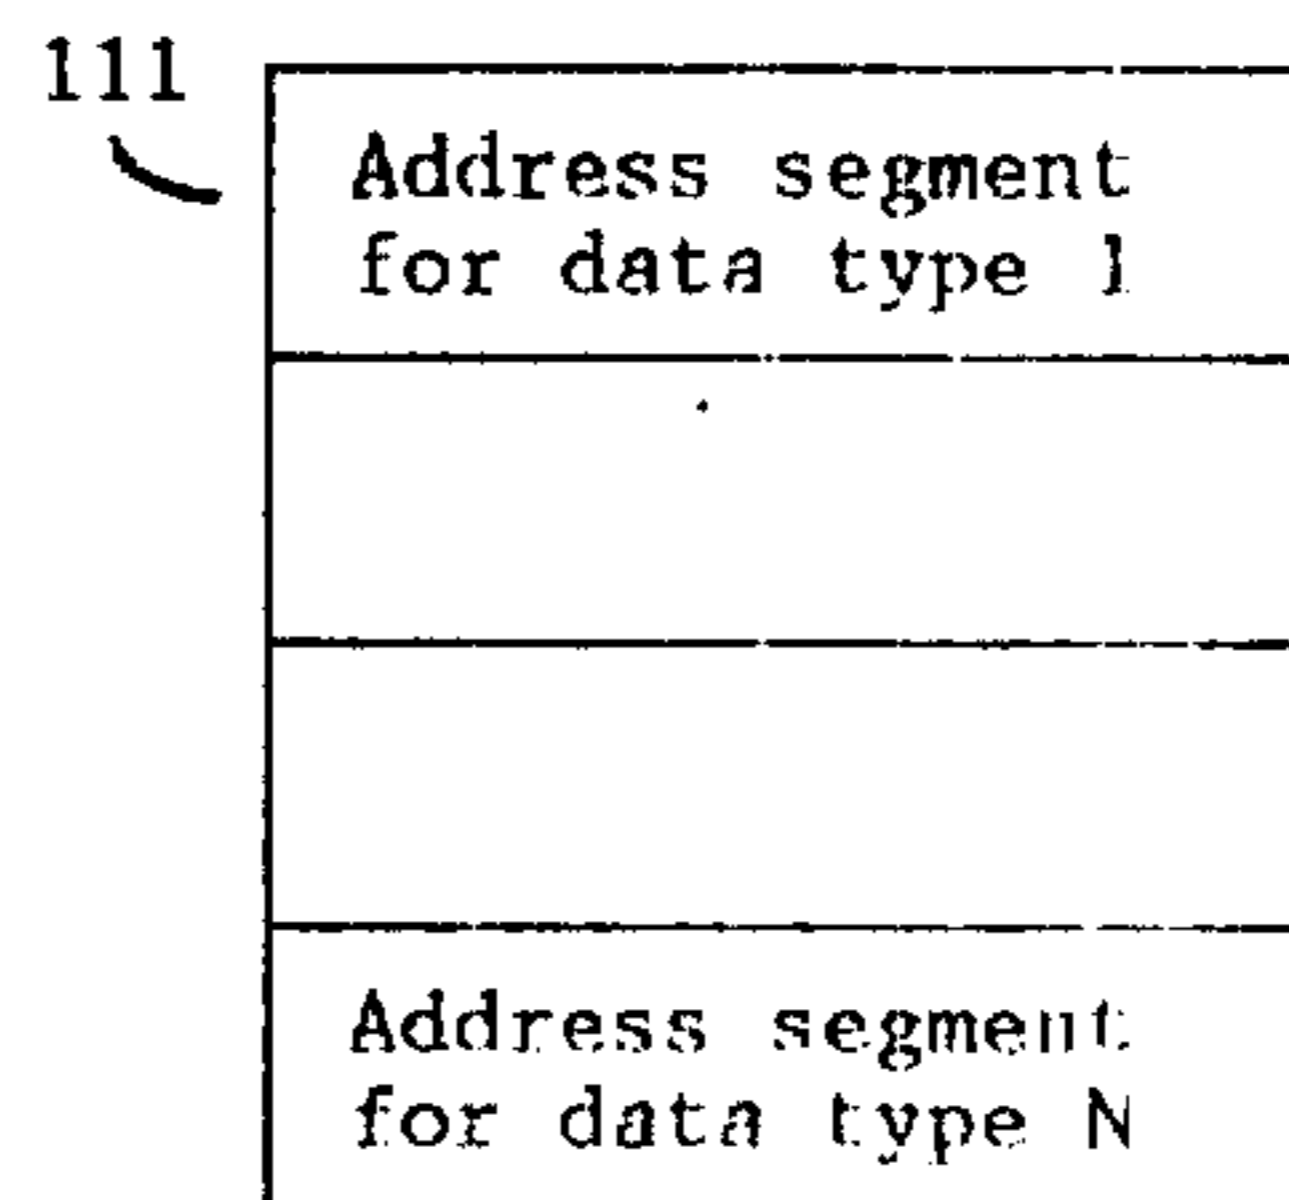 111
Address segment
for data type 1
Address segment
for data type N